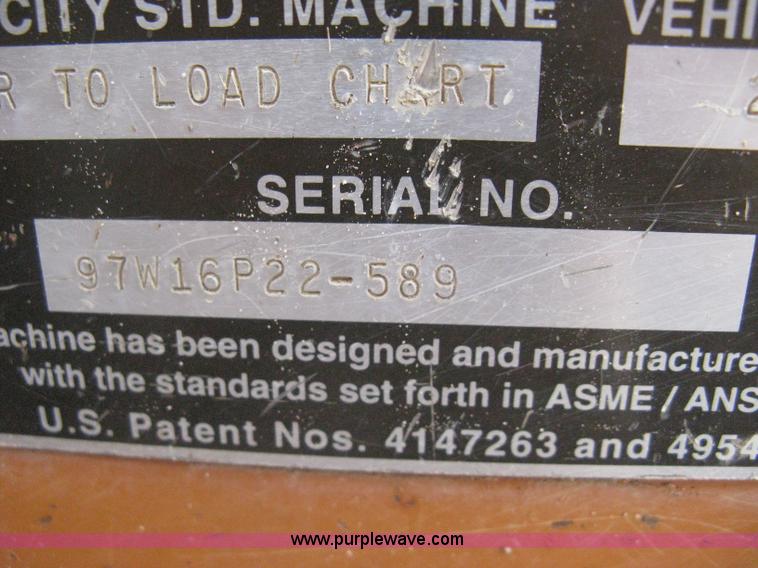 CITY STD. MACHINE VEHI
R TO LOAD CHART 2
SERIAL NO.
97W16P22-589
achine has been designed and manufacture
with the standards set forth in ASME / ANS
U.S. Patent Nos. 4147263 and 4954
www.purplewave.com